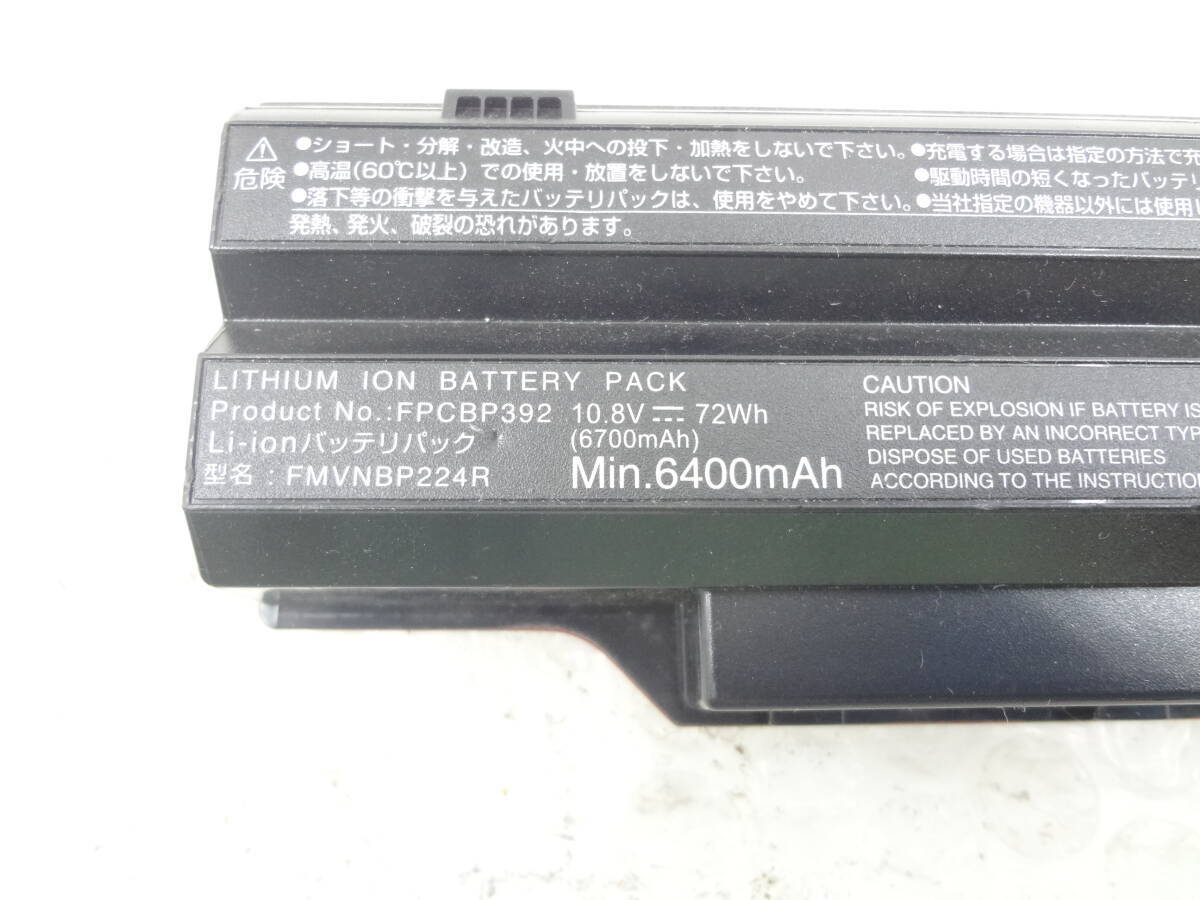 ●ショート・分解・改造、火中への投下・加熱をしないで下さい。●充電する場合は指定の方法で充
危険 ●高温(60℃以上)での使用・放置をしないで下さい。 ●駆動時間の短くなったバッテリ
●落下等の衝撃を与えたバッテリパックは、使用をやめて下さい。●当社指定の機器以外には使用し
発熱、発火、破裂の恐れがあります。
LITHIUM ION BATTERY PACK
Product No.:FPCBP392 10.8V ⎓ 72Wh
Li-ionバッテリパック (6700mAh)
型名：FMVNBP224R Min.6400mAh
CAUTION
RISK OF EXPLOSION IF BATTERY IS
REPLACED BY AN INCORRECT TYP
DISPOSE OF USED BATTERIES
ACCORDING TO THE INSTRUCTION